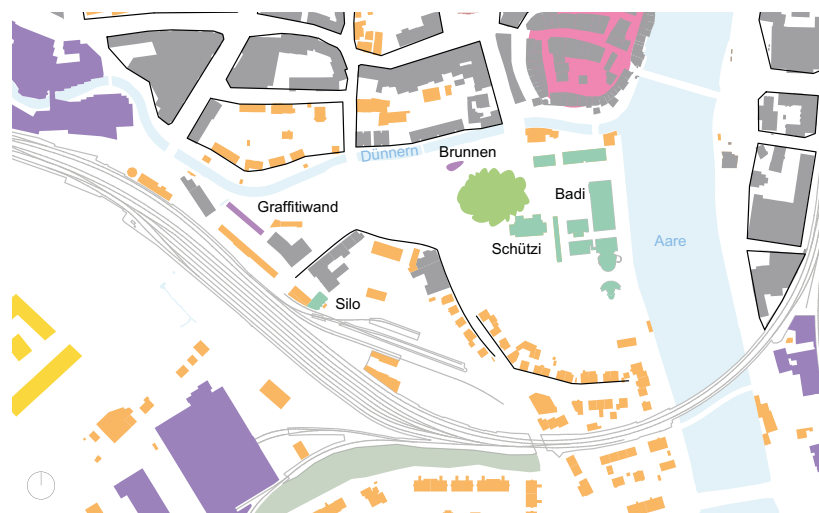 Dünnern
Brunnen
Badi
Graffitiwand
Schützi
Aare
Silo